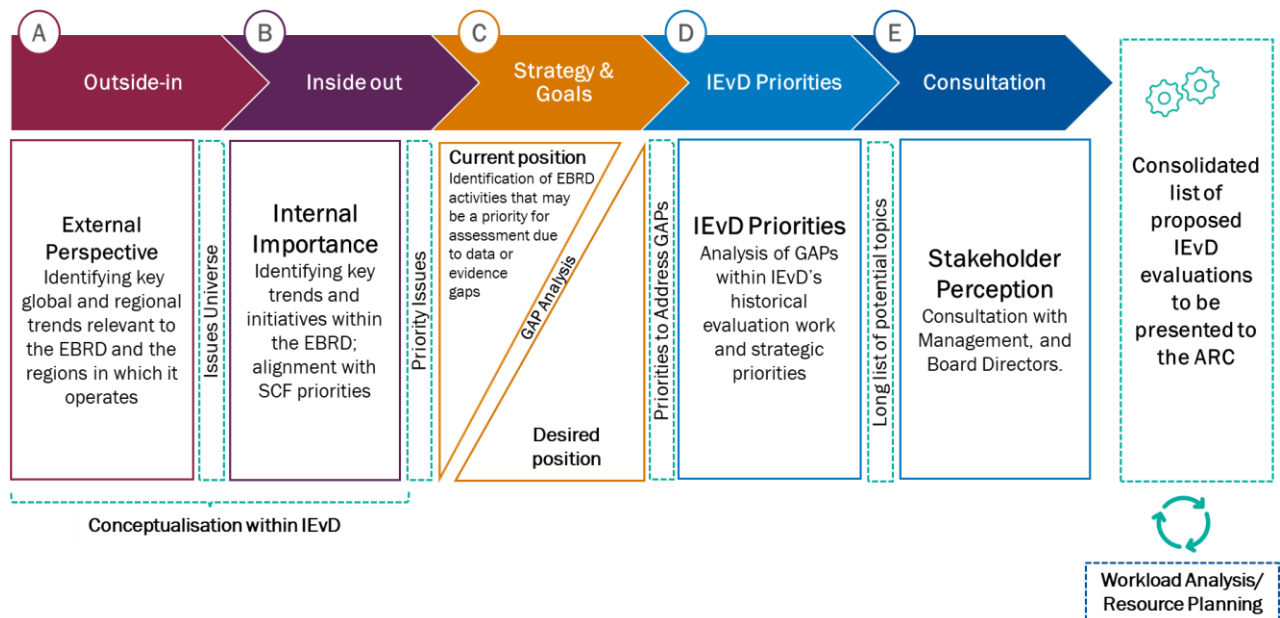 A
B
C
D
E
Outside-in
Inside out
Strategy &
Goals
IEvD Priorities
Consultation
External
Perspective
Identifying key
global and regional
trends relevant to
the EBRD and the
regions in which it
operates
Issues Universe
Internal
Importance
Identifying key
trends and
initiatives within
the EBRD;
alignment with
SCF priorities
Priority Issues
Current position
Identification of EBRD
activities that may
be a priority for
assessment due
to data or
evidence
gaps
GAP Analysis
Desired
position
Priorities to Address GAPs
IEvD Priorities
Analysis of GAPs
within IEvD's
historical
evaluation work
and strategic
priorities
Long list of potential topics
Stakeholder
Perception
Consultation with
Management, and
Board Directors.
Consolidated
list of
proposed
IEvD
evaluations
to be
presented to
the ARC
Conceptualisation within IEvD
Workload Analysis/
Resource Planning